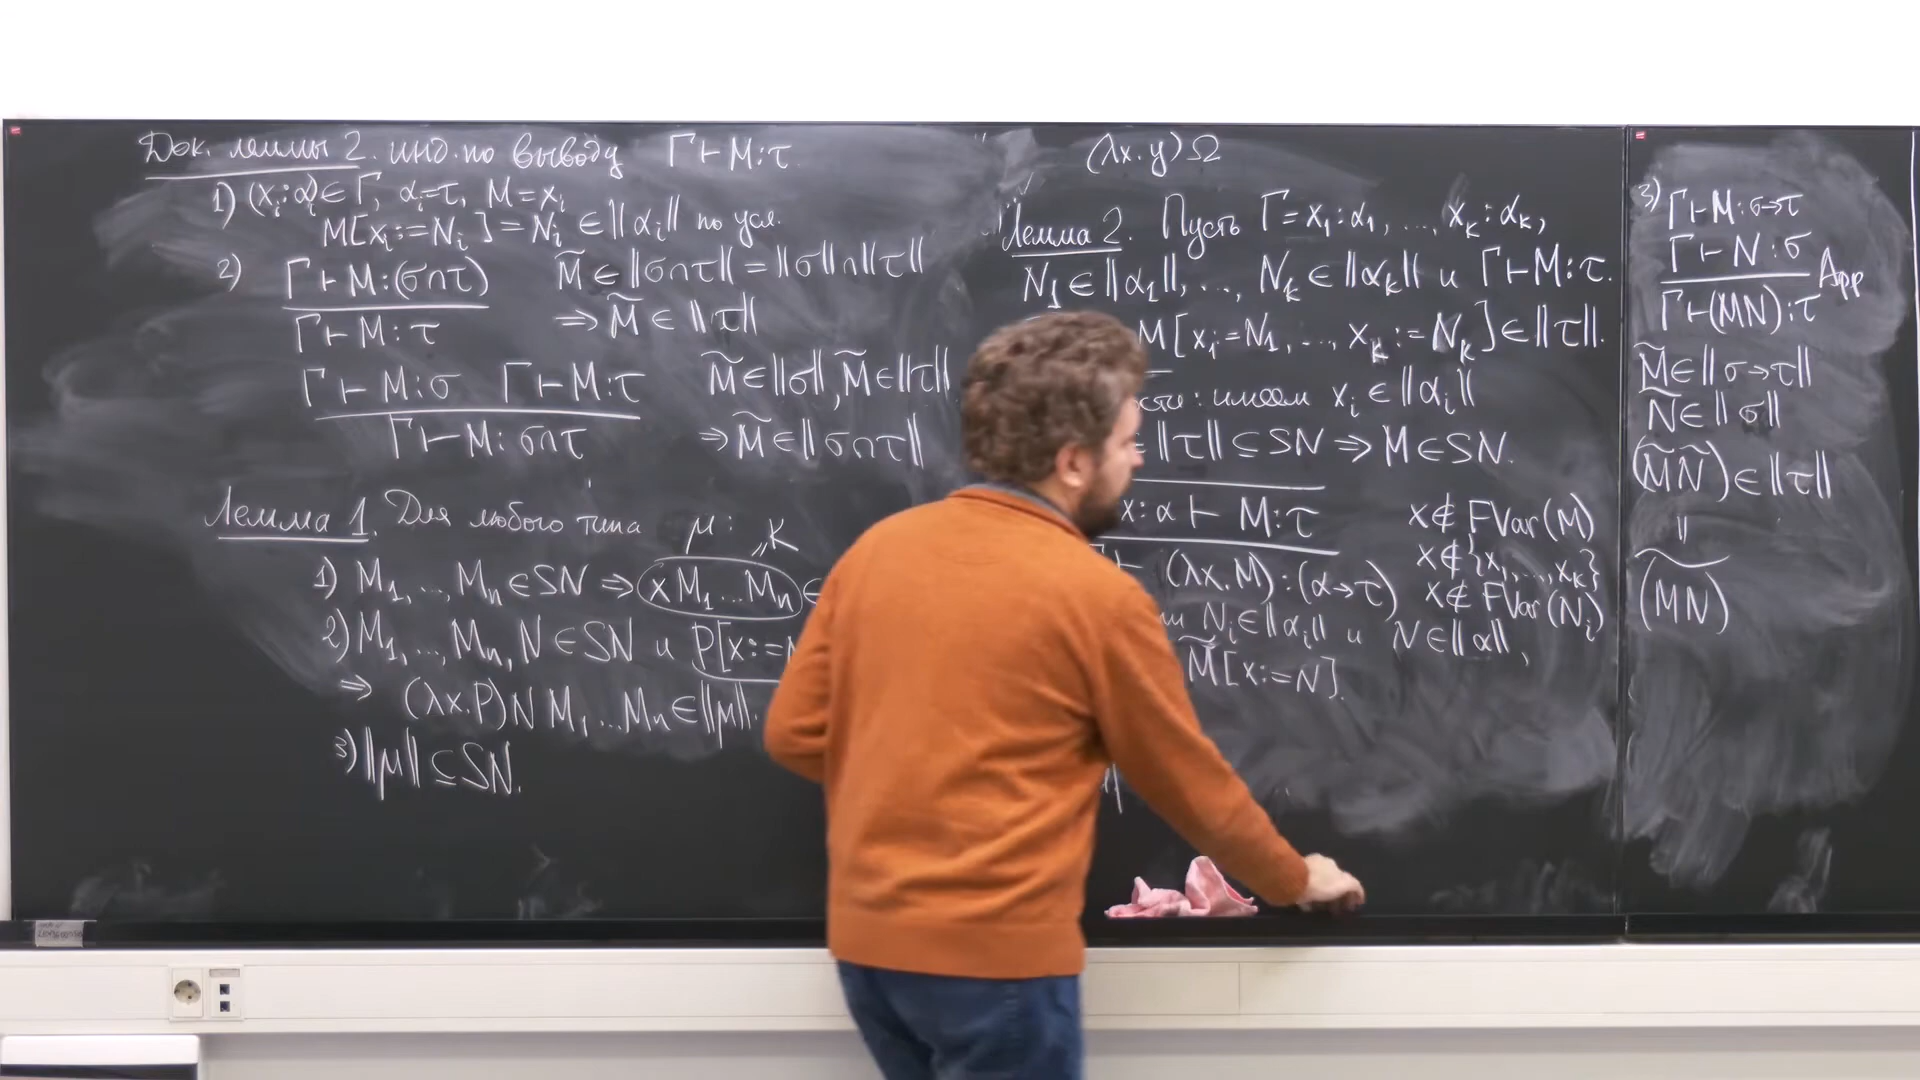 Док. леммы 2. инд. по выводу Γ⊢M:τ
1) (xᵢ:αᵢ)∈Γ, αᵢ=τ, M=xᵢ
M[xᵢ:=Nᵢ]=Nᵢ∈‖αᵢ‖ по усл.
2) Γ⊢M:(σ∩τ) M̃∈‖σ∩τ‖=‖σ‖∩‖τ‖
Γ⊢M:τ ⇒M̃∈‖τ‖
Γ⊢M:σ Γ⊢M:τ M̃∈‖σ‖, M̃∈‖τ‖
Γ⊢M:σ∩τ ⇒M̃∈‖σ∩τ‖
Лемма 1. Для любого типа μ:
K
1) M₁,…,Mₙ∈SN ⇒ xM₁…Mₙ ∈
2) M₁,…,Mₙ,N∈SN и P[x:=N
⇒ (λx.P)N M₁…Mₙ∈‖μ‖.
3) ‖μ‖⊆SN.
(λx.y)Ω
Лемма 2. Пусть Γ=x₁:α₁,…,xₖ:αₖ,
N₁∈‖α₁‖,…, Nₖ∈‖αₖ‖ и Γ⊢M:τ.
M[x₁:=N₁,…,xₖ:=Nₖ]∈‖τ‖.
: имеем xᵢ∈‖αᵢ‖
∈‖τ‖⊆SN⇒M∈SN.
x:α⊢M:τ x∉FVar(M)
⊢(λx.M):(α→τ) x∉{x₁,…,xₖ}
x∉FVar(Nᵢ)
Nᵢ∈‖αᵢ‖ и N∈‖α‖,
M̃[x:=N].
3) Γ⊢M:σ→τ
Γ⊢N:σ
App
Γ⊢(MN):τ
M̃∈‖σ→τ‖
Ñ∈‖σ‖
(M̃Ñ)∈‖τ‖
=
(MN)~